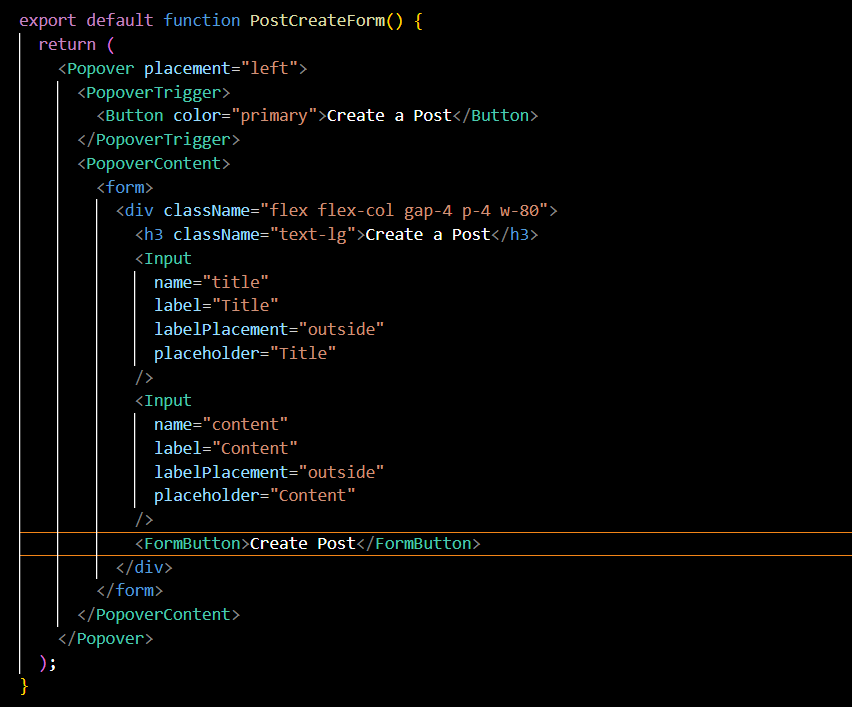 export default function PostCreateForm() {
  return (
    <Popover placement="left">
      <PopoverTrigger>
        <Button color="primary">Create a Post</Button>
      </PopoverTrigger>
      <PopoverContent>
        <form>
          <div className="flex flex-col gap-4 p-4 w-80">
            <h3 className="text-lg">Create a Post</h3>
            <Input
              name="title"
              label="Title"
              labelPlacement="outside"
              placeholder="Title"
            />
            <Input
              name="content"
              label="Content"
              labelPlacement="outside"
              placeholder="Content"
            />
            <FormButton>Create Post</FormButton>
          </div>
        </form>
      </PopoverContent>
    </Popover>
  );
}